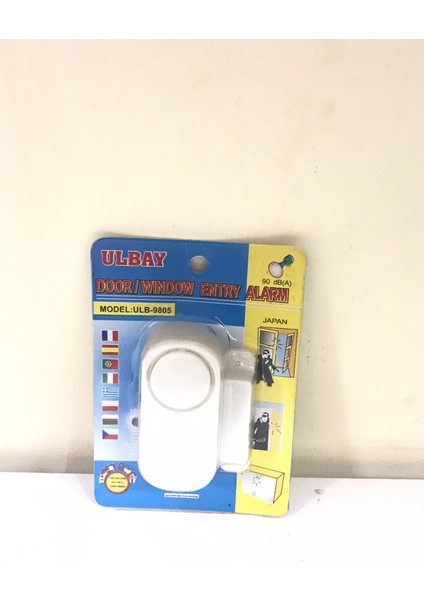 ULBAY
90 dB(A)
DOOR / WINDOW ENTRY ALARM
MODEL:ULB-9805
JAPAN